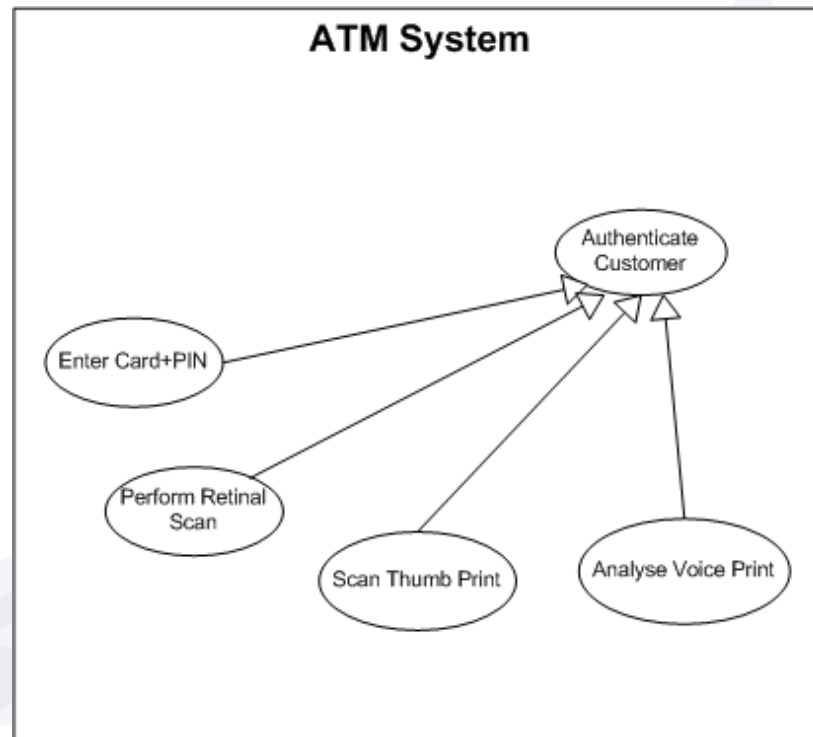 ATM System
Authenticate
Customer
Enter Card+PIN
Perform Retinal
Scan
Scan Thumb Print
Analyse Voice Print